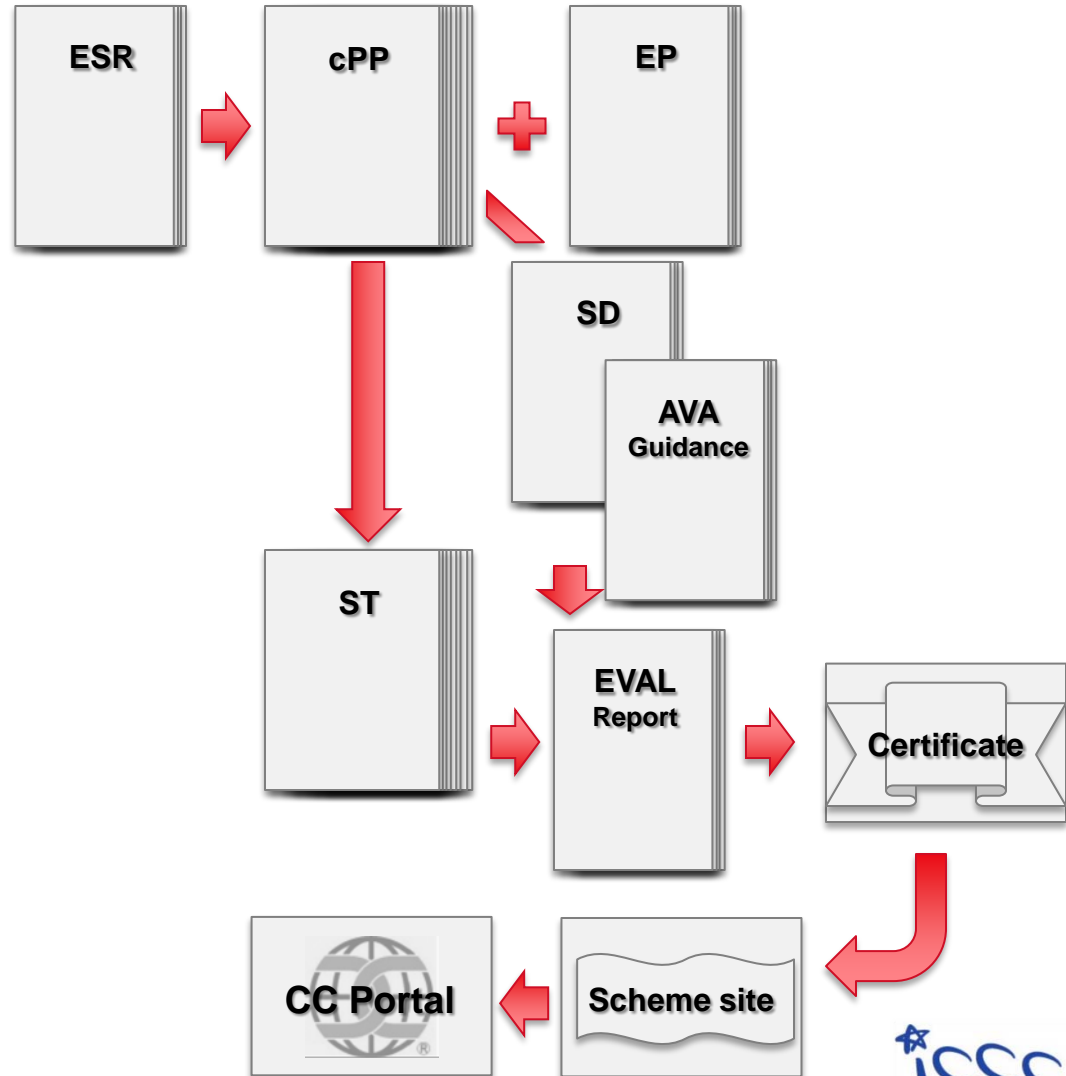 ESR
cPP
EP
SD
AVA
Guidance
ST
EVAL
Report
Certificate
CC Portal
®
Scheme site